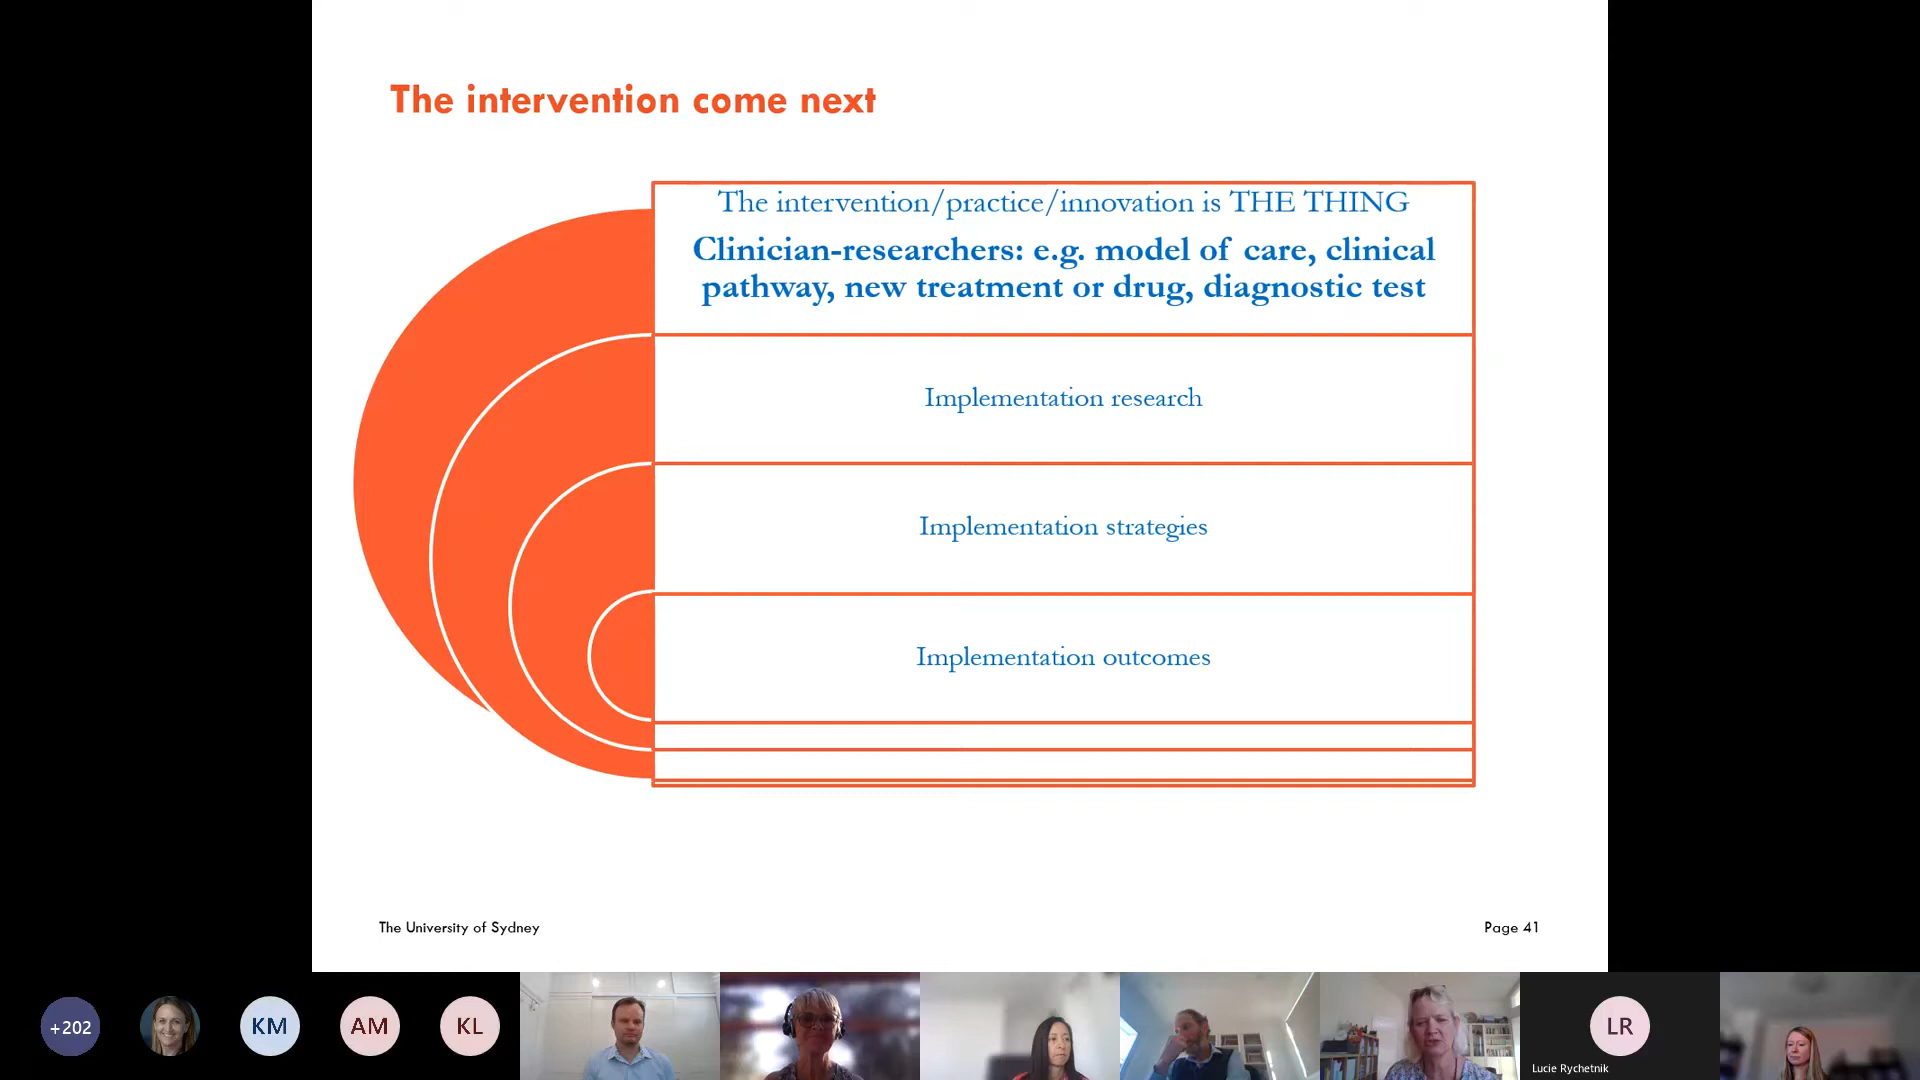 The intervention come next
The intervention/practice/innovation is THE THING
Clinician-researchers: e.g. model of care, clinical
pathway, new treatment or drug, diagnostic test
Implementation research
Implementation strategies
Implementation outcomes
The University of Sydney
Page 41
+202
KM
AM
KL
LR
Lucie Rychetnik